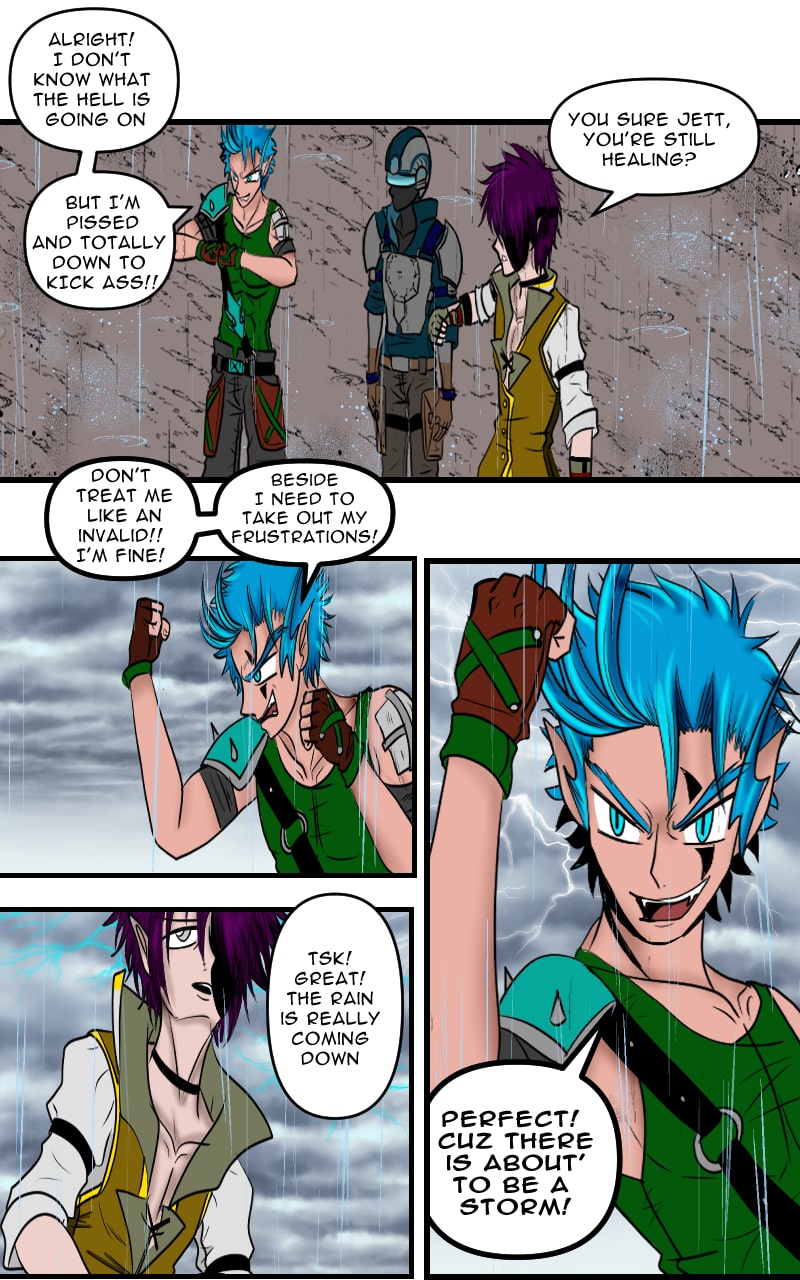 ALRIGHT!
I DON'T
KNOW WHAT
THE HELL IS
GOING ON
BUT I'M
PISSED
AND TOTALLY
DOWN TO
KICK ASS!!
YOU SURE JETT,
YOU'RE STILL
HEALING?
DON'T
TREAT ME
LIKE AN
INVALID!!
I'M FINE!
BESIDE
I NEED TO
TAKE OUT MY
FRUSTRATIONS!
TSK!
GREAT!
THE RAIN
IS REALLY
COMING
DOWN
PERFECT!
CUZ THERE
IS ABOUT'
TO BE A
STORM!